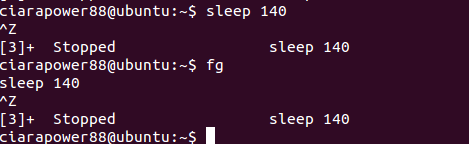 ciarapower88@ubuntu:~$ sleep 140
^Z
[3]+  Stopped                 sleep 140
ciarapower88@ubuntu:~$ fg
sleep 140
^Z
[3]+  Stopped                 sleep 140
ciarapower88@ubuntu:~$